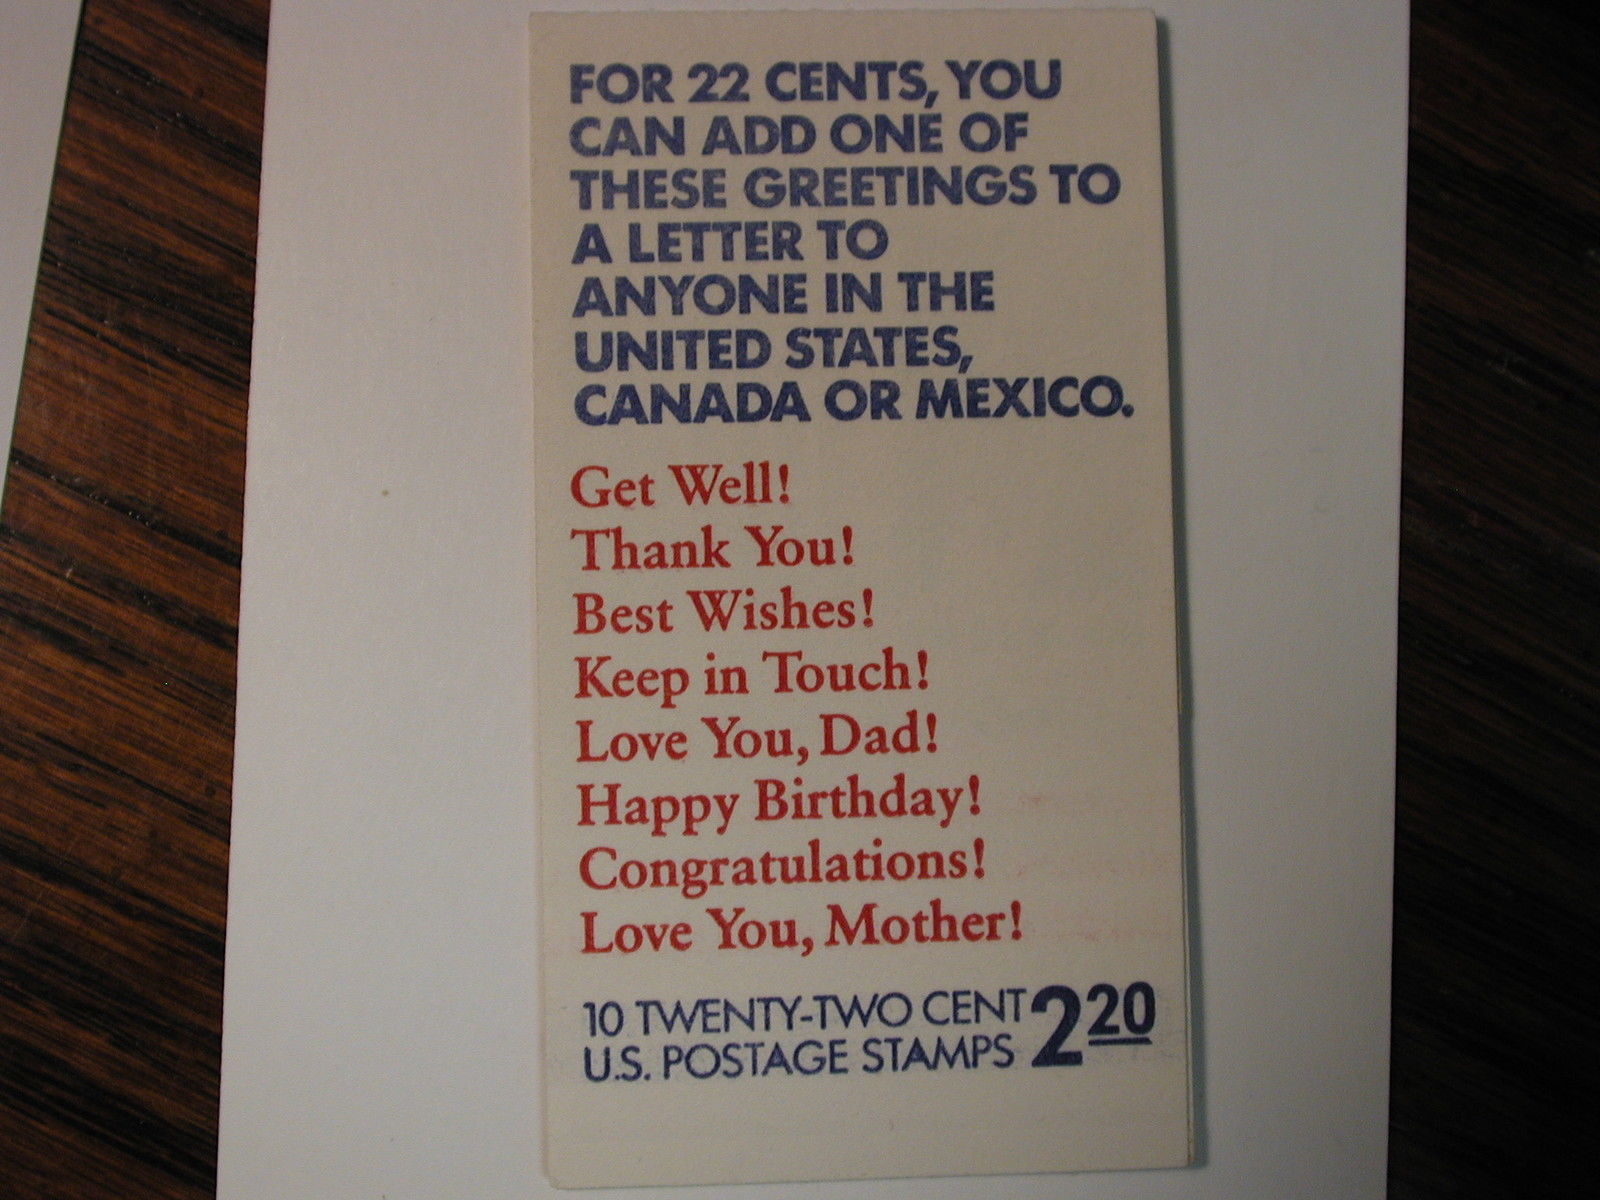 FOR 22 CENTS, YOU
CAN ADD ONE OF
THESE GREETINGS TO
A LETTER TO
ANYONE IN THE
UNITED STATES,
CANADA OR MEXICO.
Get Well!
Thank You!
Best Wishes!
Keep in Touch!
Love You, Dad!
Happy Birthday!
Congratulations!
Love You, Mother!
10 TWENTY-TWO CENT 2 20
U.S. POSTAGE STAMPS